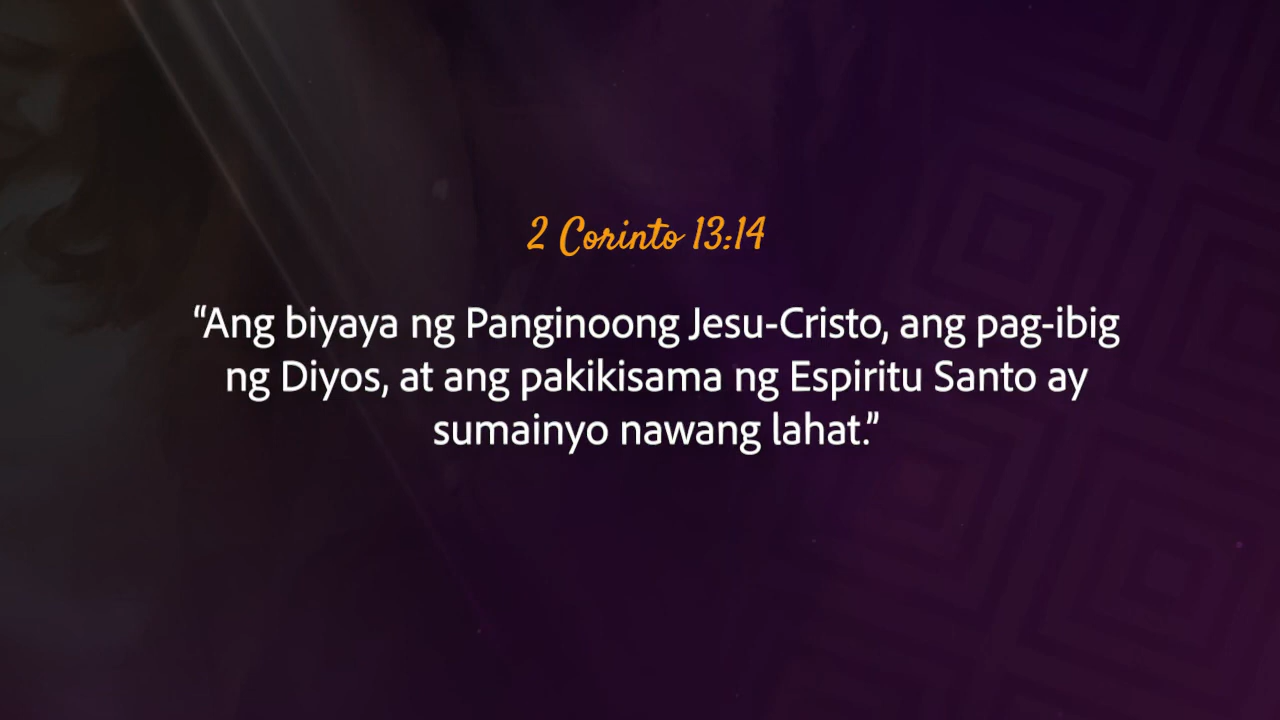 2 Corinto 13:14
“Ang biyaya ng Panginoong Jesu-Cristo, ang pag-ibig
ng Diyos, at ang pakikisama ng Espiritu Santo ay
sumainyo nawang lahat.”